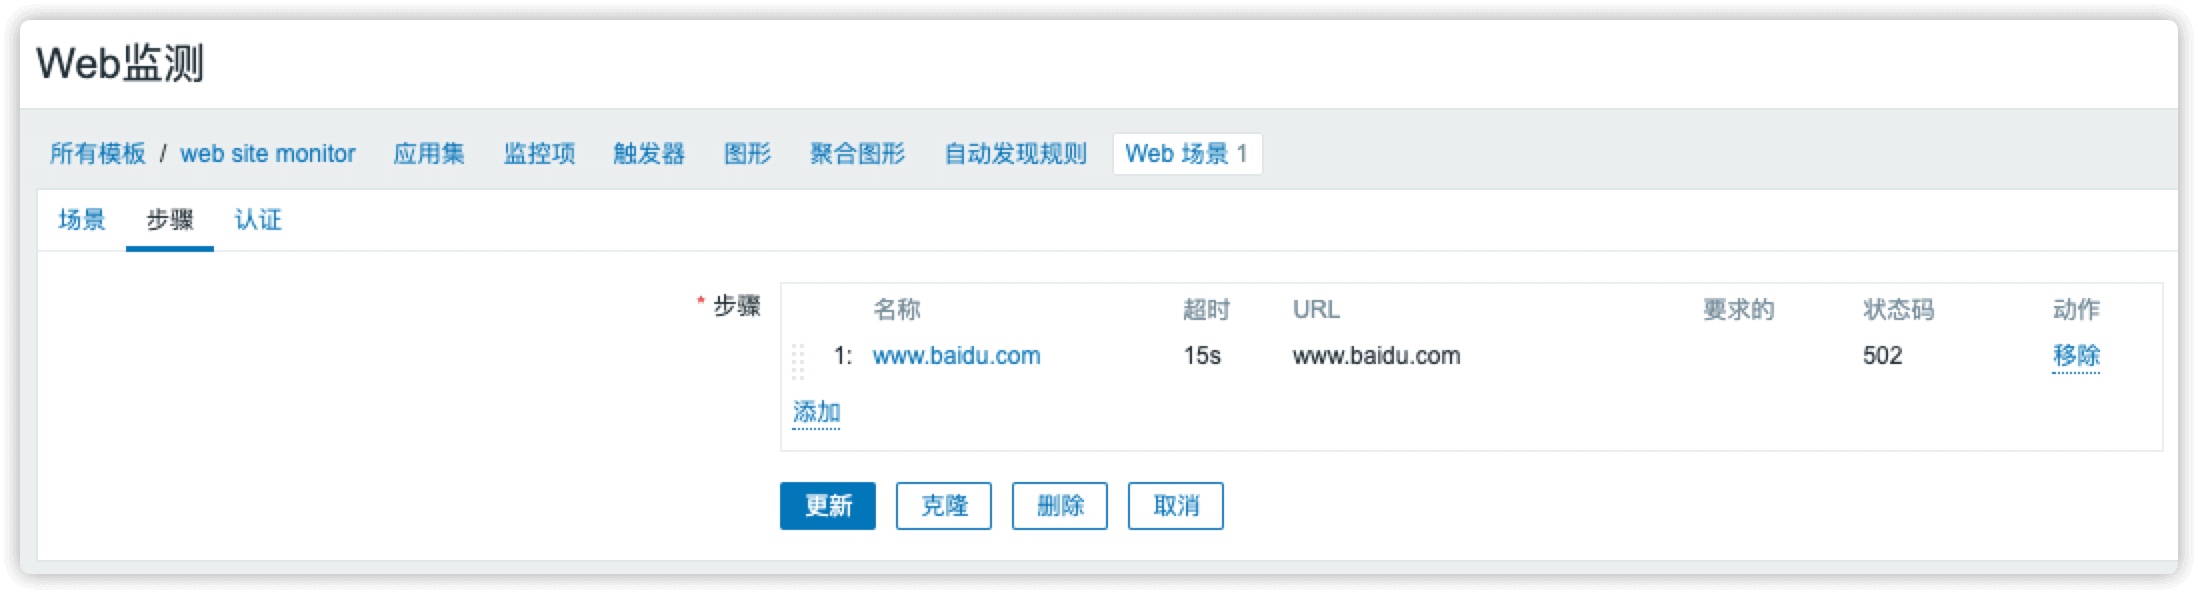 Web监测
所有模板 / web site monitor 应用集 监控项 触发器 图形 聚合图形 自动发现规则 Web 场景 1
场景 步骤 认证
* 步骤 名称 超时 URL 要求的 状态码 动作
1: www.baidu.com 15s www.baidu.com 502 移除
添加
更新 克隆 删除 取消